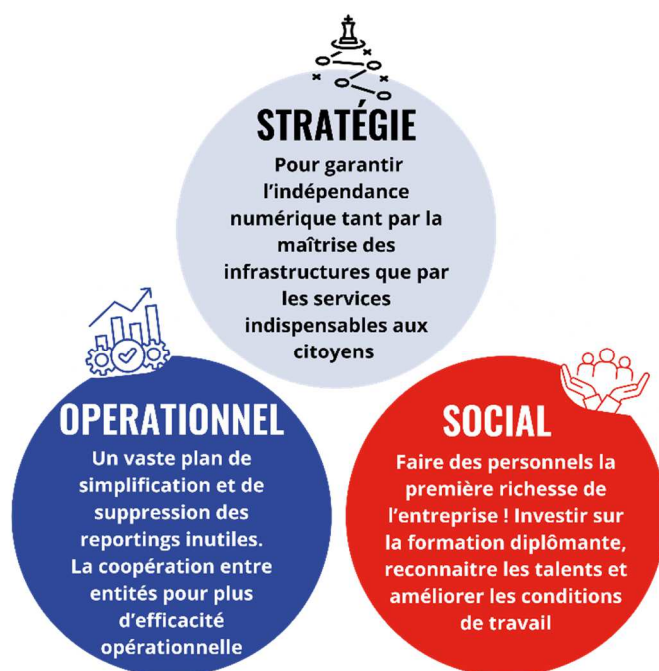 STRATÉGIE
Pour garantir
l'indépendance
numérique tant par la
maîtrise des
infrastructures que par
les services
indispensables aux
citoyens
OPERATIONNEL
Un vaste plan de
simplification et de
suppression des
reportings inutiles.
La coopération entre
entités pour plus
d'efficacité
opérationnelle
SOCIAL
Faire des personnels la
première richesse de
l'entreprise ! Investir sur
la formation diplômante,
reconnaitre les talents et
améliorer les conditions
de travail